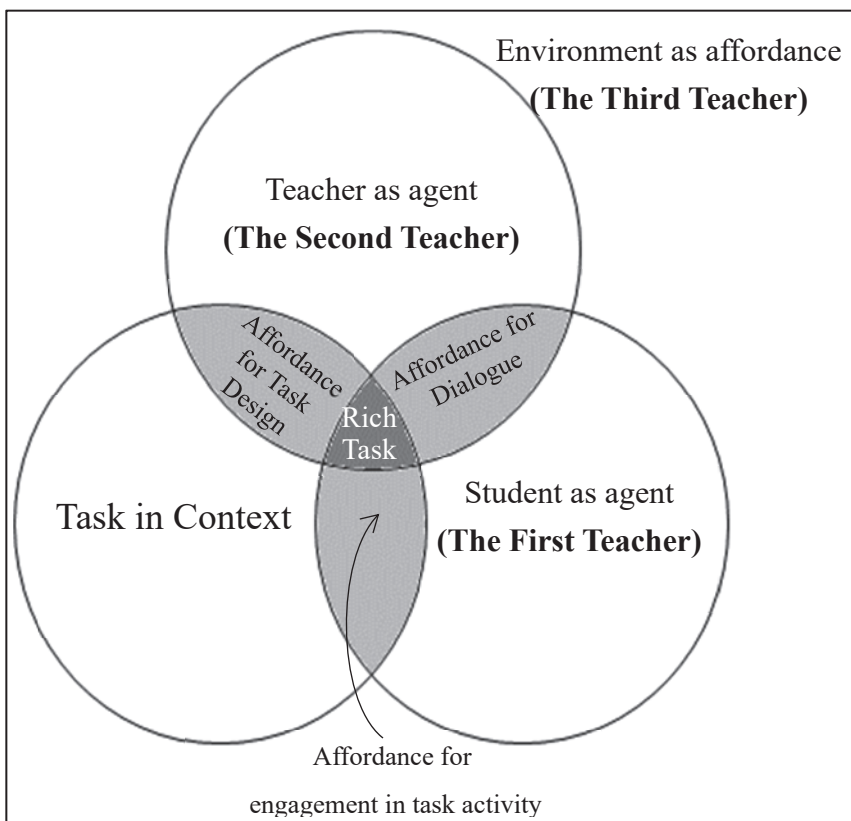 Environment as affordance
(The Third Teacher)
Teacher as agent
(The Second Teacher)
Affordance
for Task
Design
Affordance for
Dialogue
Rich
Task
Task in Context
Student as agent
(The First Teacher)
Affordance for
engagement in task activity